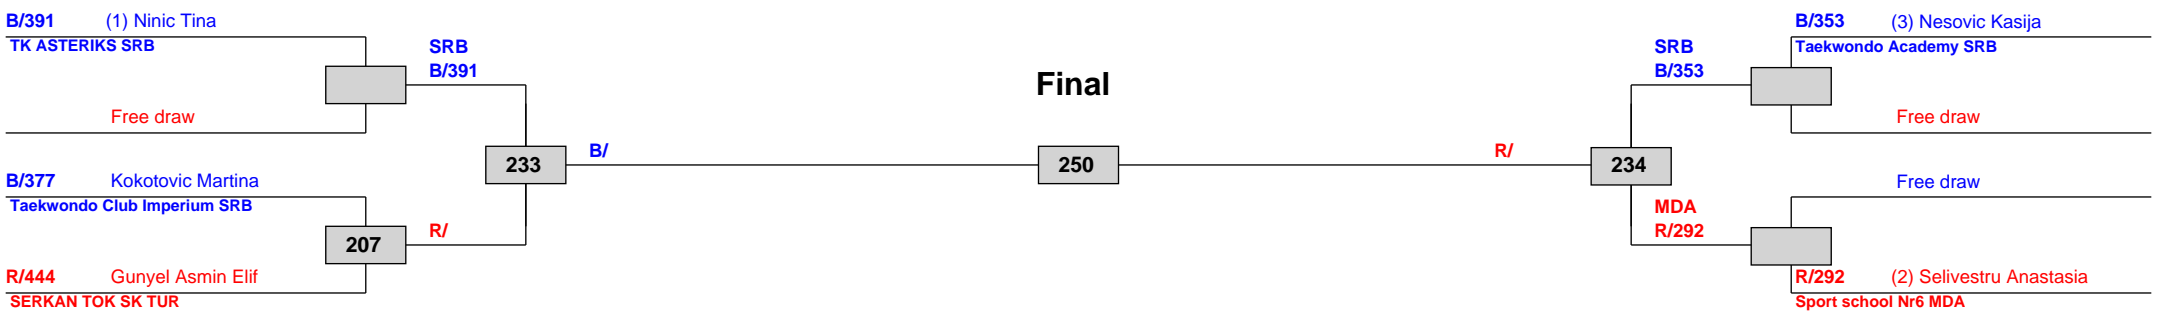 B/391 (1) Ninic Tina
TK ASTERIKS SRB
SRB
B/391
Free draw
233
B/377 Kokotovic Martina
Taekwondo Club Imperium SRB
207
R/
R/444 Gunyel Asmin Elif
SERKAN TOK SK TUR
B/
Final
250
R/
B/353 (3) Nesovic Kasija
Taekwondo Academy SRB
SRB
B/353
Free draw
234
Free draw
MDA
R/292
R/292 (2) Selivestru Anastasia
Sport school Nr6 MDA